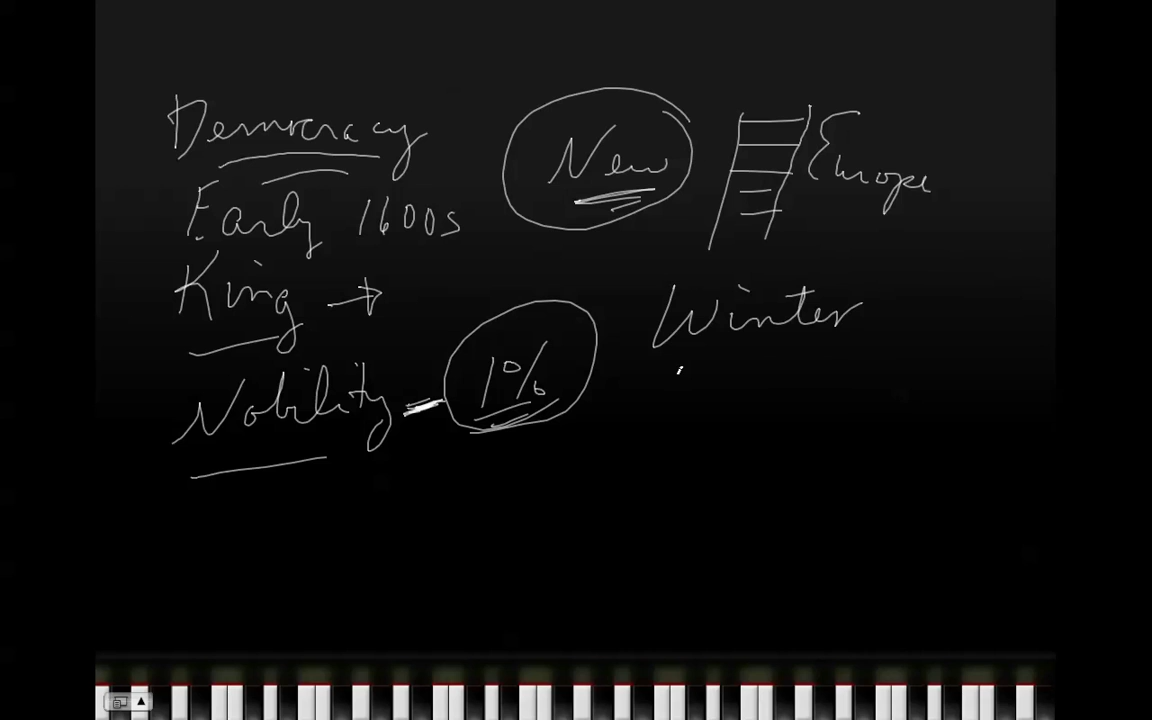 Democracy
Early 1600s
King →
Nobility = 1%
New
Europe
Winter